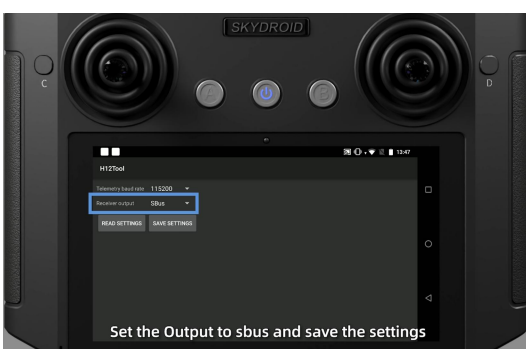 SKYDROID
C
A
B
D
13:47
H12Tool
Telemetry baud rate 115200
Receiver output SBus
READ SETTINGS SAVE SETTINGS
Set the Output to sbus and save the settings